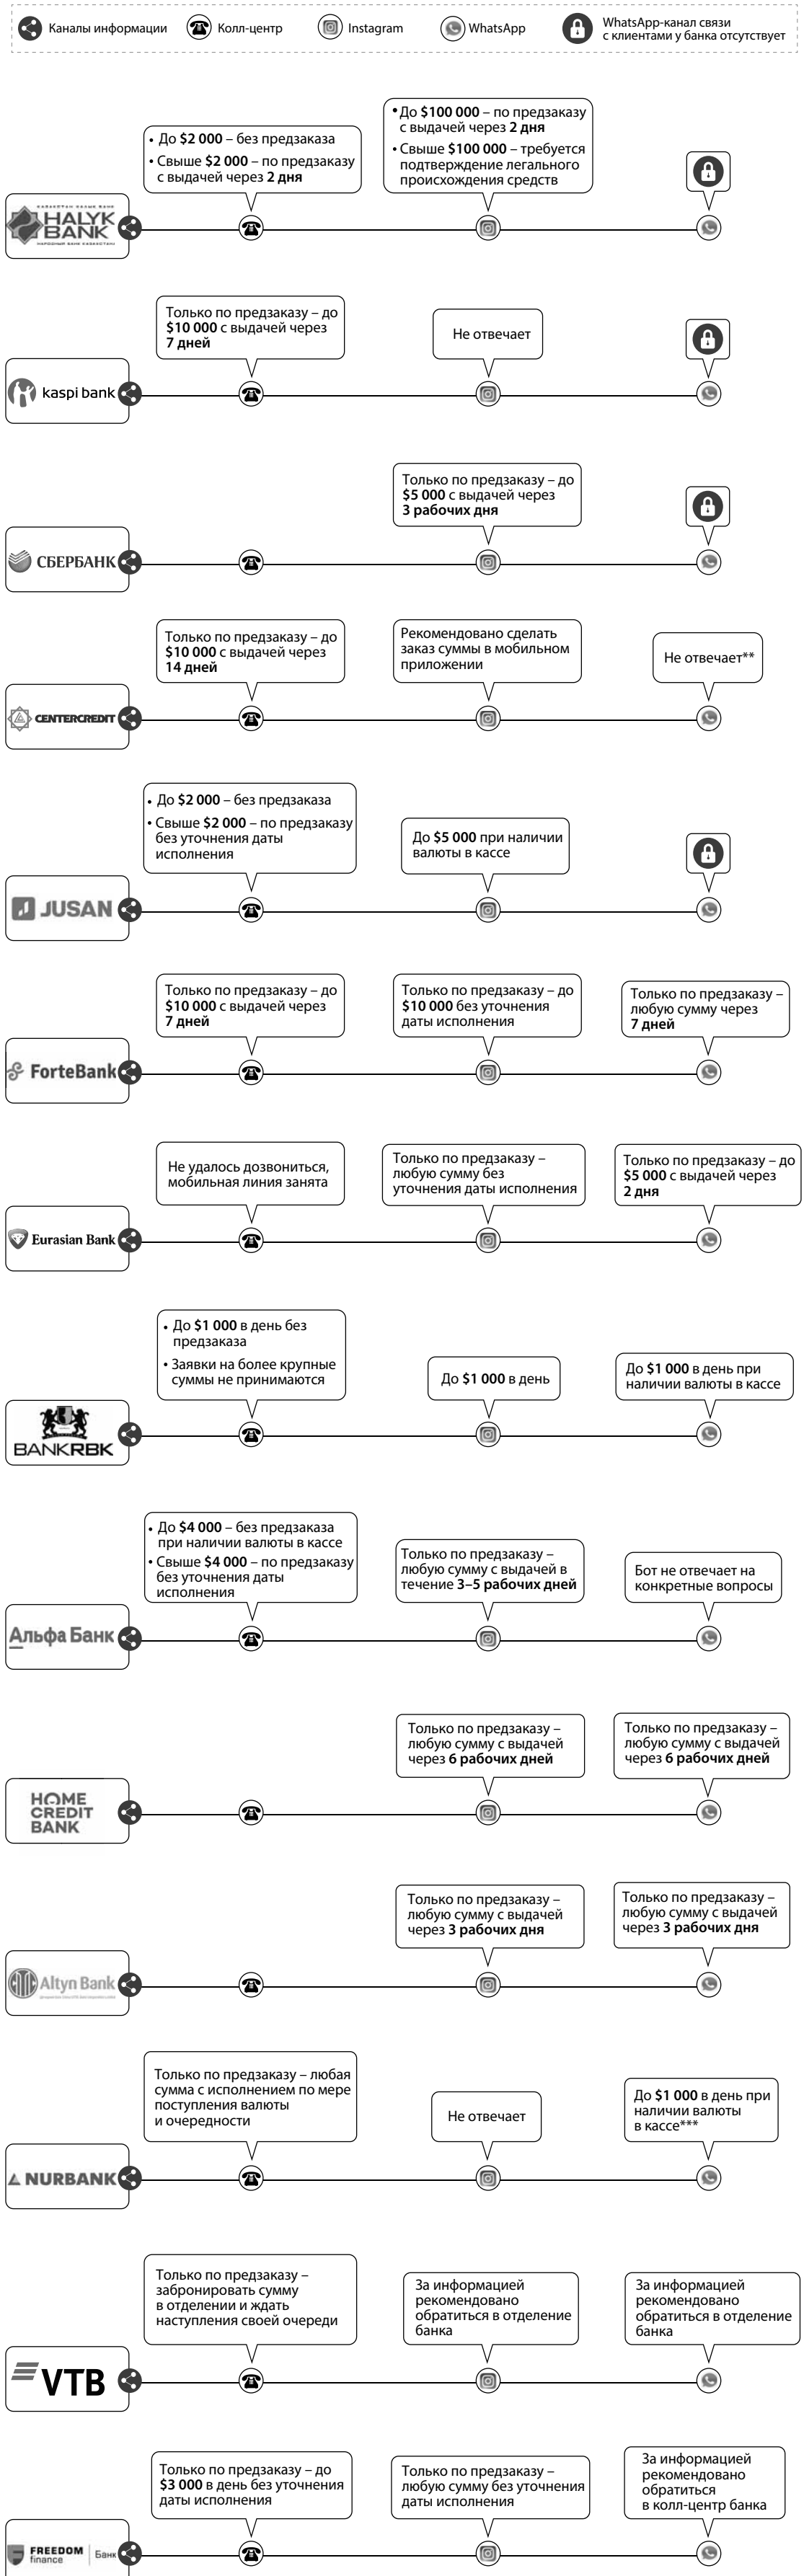 Каналы информации
Колл-центр
Instagram
WhatsApp
WhatsApp-канал связи
с клиентами у банка отсутствует
• До $2 000 – без предзаказа
• Свыше $2 000 – по предзаказу
с выдачей через 2 дня
• До $100 000 – по предзаказу
с выдачей через 2 дня
• Свыше $100 000 – требуется
подтверждение легального
происхождения средств
HALYK
BANK
Только по предзаказу – до
$10 000 с выдачей через
7 дней
Не отвечает
kaspi bank
Только по предзаказу – до
$5 000 с выдачей через
3 рабочих дня
СБЕРБАНК
Только по предзаказу – до
$10 000 с выдачей через
14 дней
Рекомендовано сделать
заказ суммы в мобильном
приложении
Не отвечает**
CENTERCREDIT
• До $2 000 – без предзаказа
• Свыше $2 000 – по предзаказу
без уточнения даты
исполнения
До $5 000 при наличии
валюты в кассе
JUSAN
Только по предзаказу – до
$10 000 с выдачей через
7 дней
Только по предзаказу – до
$10 000 без уточнения
даты исполнения
Только по предзаказу –
любую сумму через
7 дней
ForteBank
Не удалось дозвониться,
мобильная линия занята
Только по предзаказу –
любую сумму без
уточнения даты исполнения
Только по предзаказу – до
$5 000 с выдачей через
2 дня
Eurasian Bank
• До $1 000 в день без
предзаказа
• Заявки на более крупные
суммы не принимаются
До $1 000 в день
До $1 000 в день при
наличии валюты в кассе
BANKRBK
• До $4 000 – без предзаказа
при наличии валюты в кассе
• Свыше $4 000 – по предзаказу
без уточнения даты
исполнения
Только по предзаказу –
любую сумму с выдачей в
течение 3–5 рабочих дней
Бот не отвечает на
конкретные вопросы
Альфа Банк
Только по предзаказу –
любую сумму с выдачей
через 6 рабочих дней
Только по предзаказу –
любую сумму с выдачей
через 6 рабочих дней
HOME
CREDIT
BANK
Только по предзаказу –
любую сумму с выдачей
через 3 рабочих дня
Только по предзаказу –
любую сумму с выдачей
через 3 рабочих дня
Altyn Bank
Только по предзаказу – любая
сумма с исполнением по мере
поступления валюты
и очередности
Не отвечает
До $1 000 в день при
наличии валюты
в кассе***
NURBANK
Только по предзаказу –
забронировать сумму
в отделении и ждать
наступления своей очереди
За информацией
рекомендовано
обратиться в отделение
банка
За информацией
рекомендовано
обратиться в отделение
банка
VTB
Только по предзаказу – до
$3 000 в день без уточнения
даты исполнения
Только по предзаказу –
любую сумму без уточнения
даты исполнения
За информацией
рекомендовано
обратиться
в колл-центр банка
FREEDOM
finance
Банк